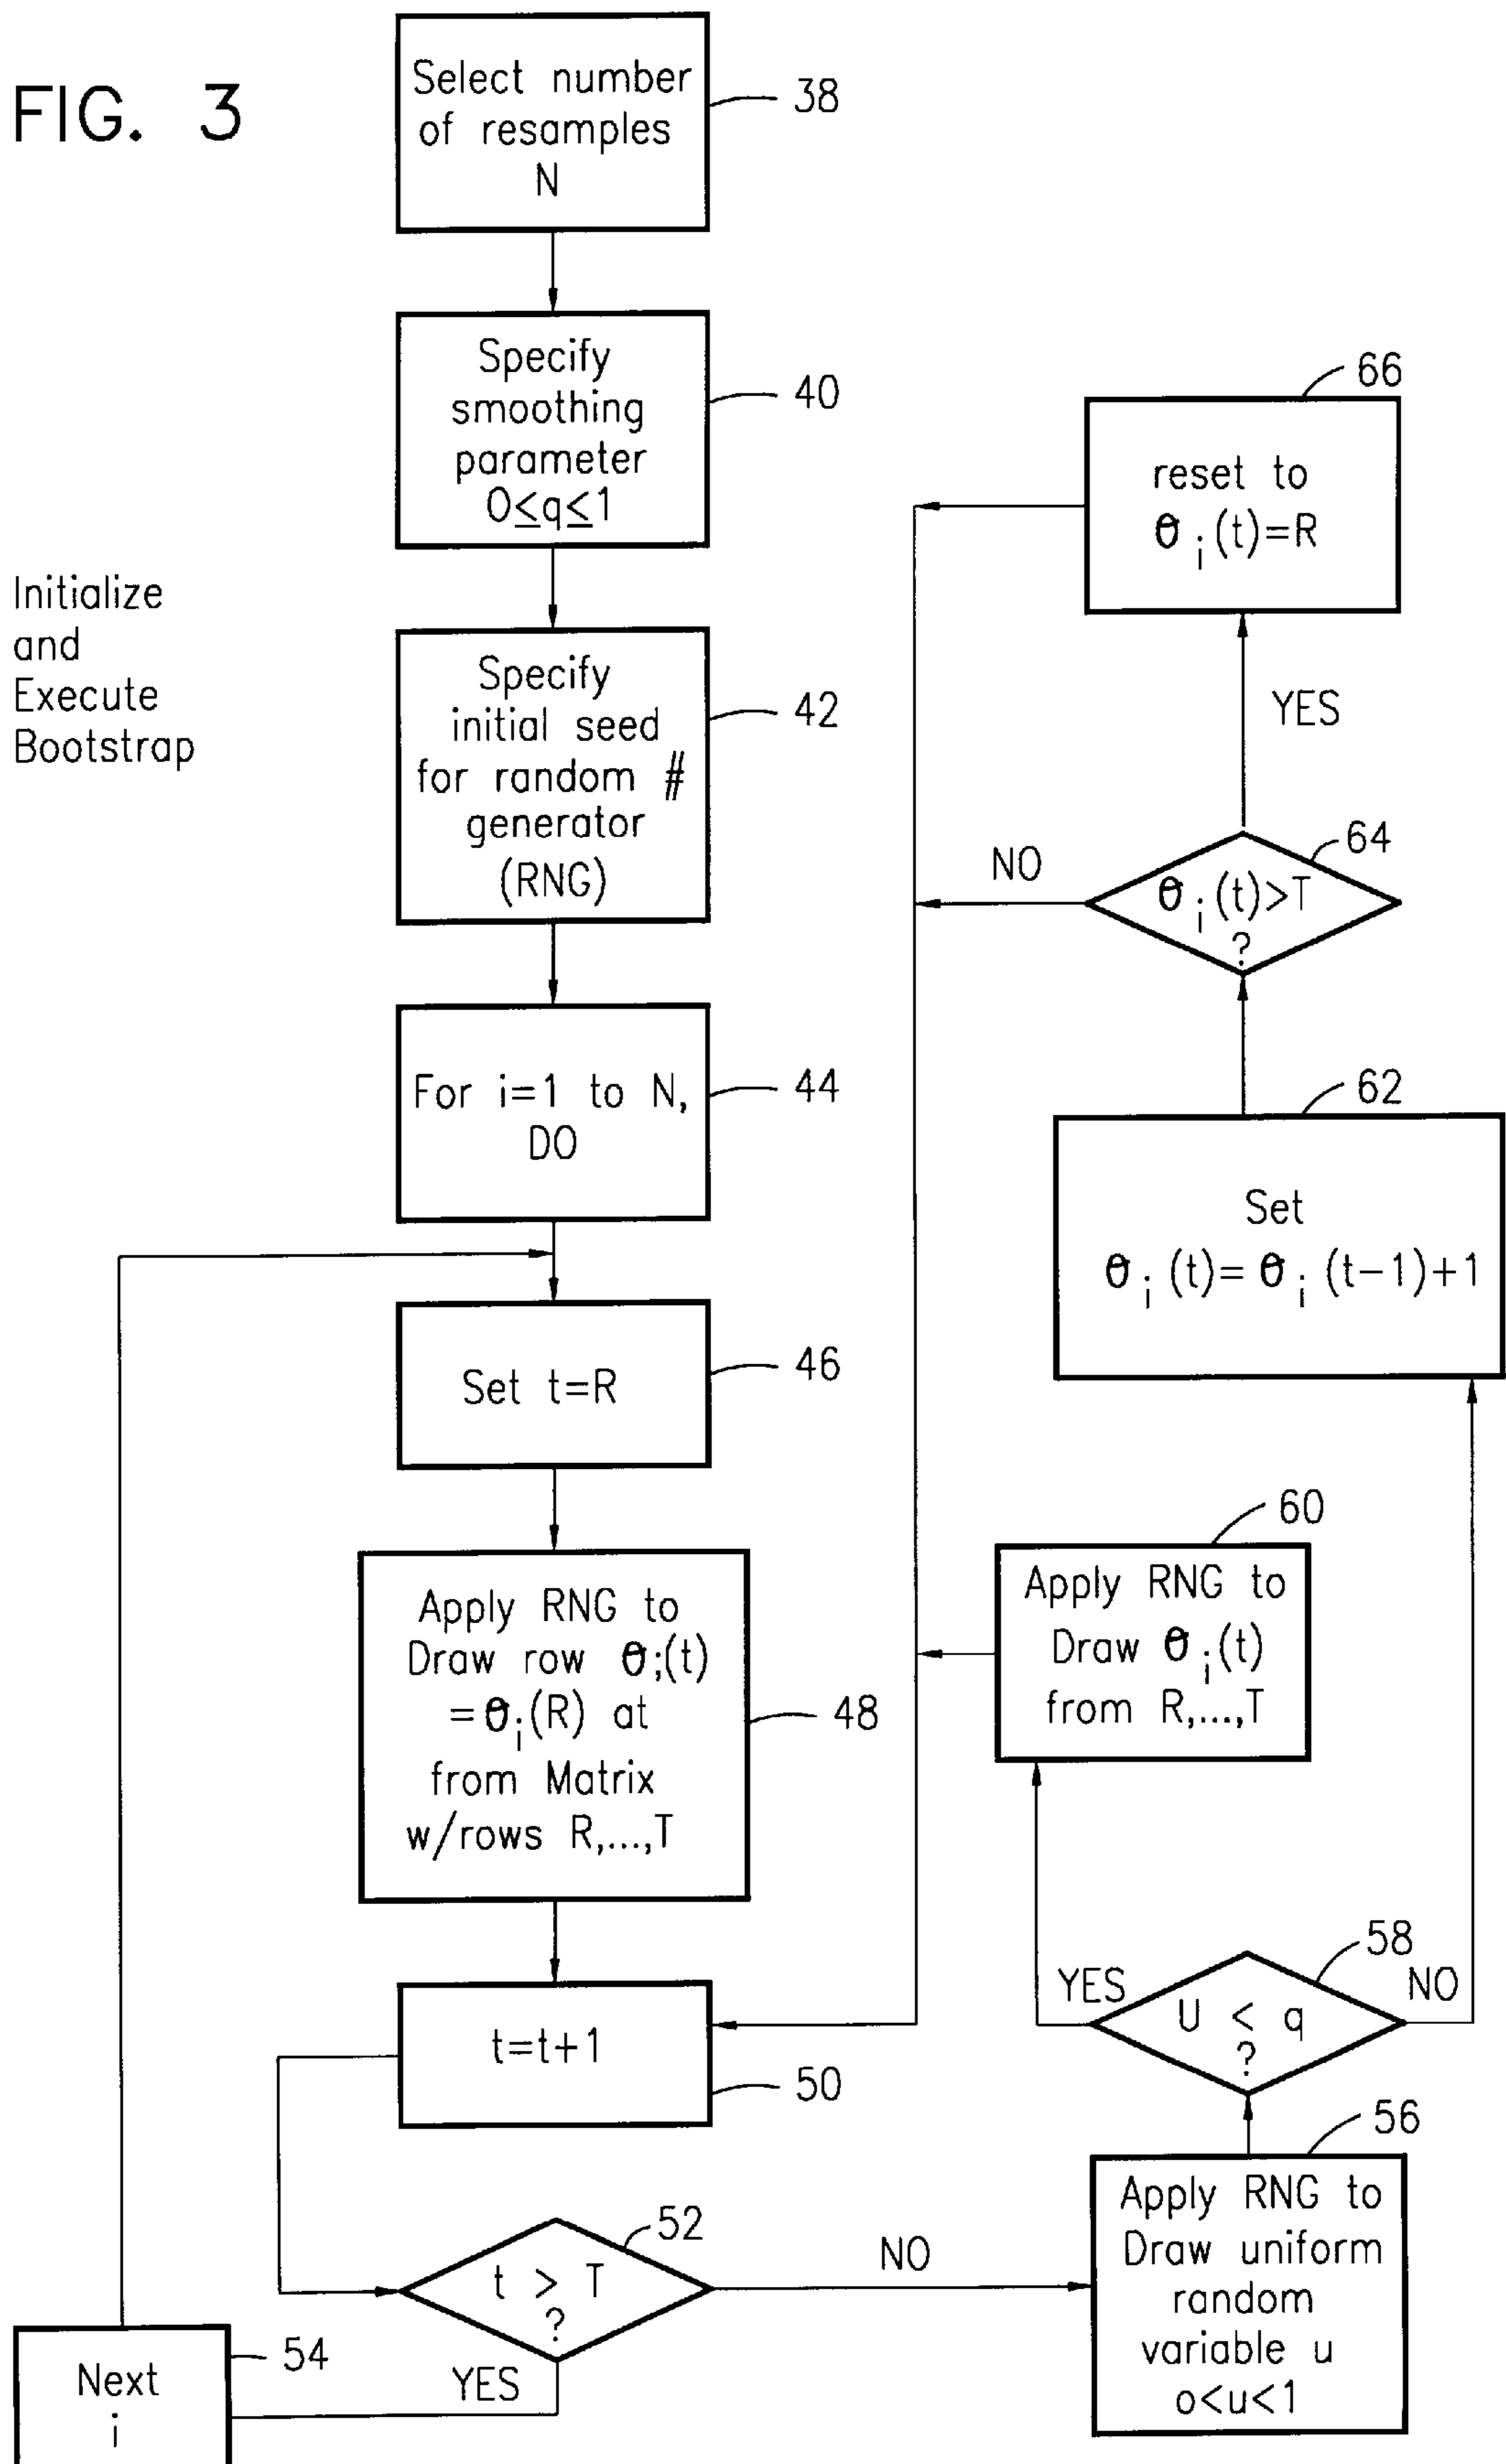 FIG. 3
Select number
of resamples
N
38
Specify
smoothing
parameter
0≤q≤1
40
Initialize
and
Execute
Bootstrap
Specify
initial seed
for random #
generator
(RNG)
42
For i=1 to N,
DO
44
Set t=R
46
Apply RNG to
Draw row θ;(t)
=θi(R) at
from Matrix
w/rows R,...,T
48
t=t+1
50
t > T
?
52
YES
NO
Next
i
54
Apply RNG to
Draw uniform
random
variable u
o<u<1
56
U < q
?
58
YES
NO
Apply RNG to
Draw θi(t)
from R,...,T
60
Set
θi(t)= θi(t-1)+1
62
θi(t)>T
?
64
NO
YES
reset to
θi(t)=R
66